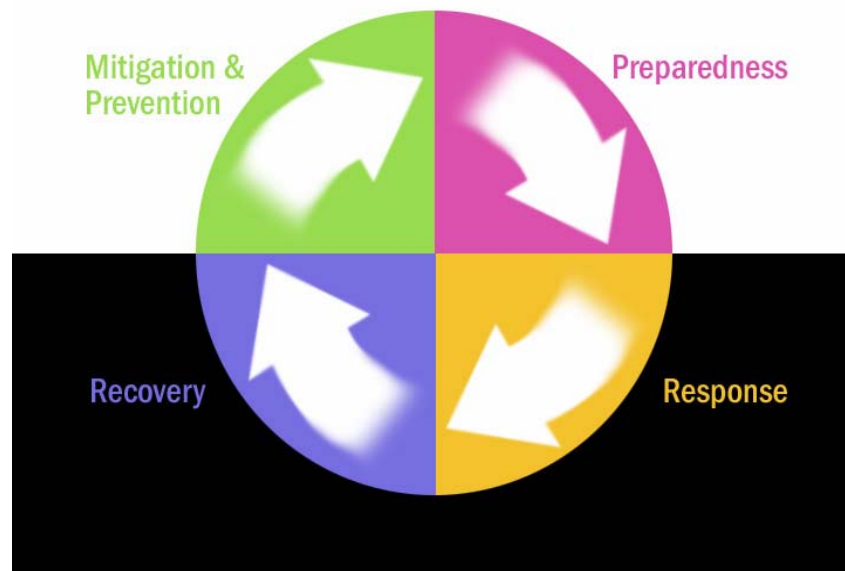 Mitigation &
Prevention
Preparedness
Recovery
Response